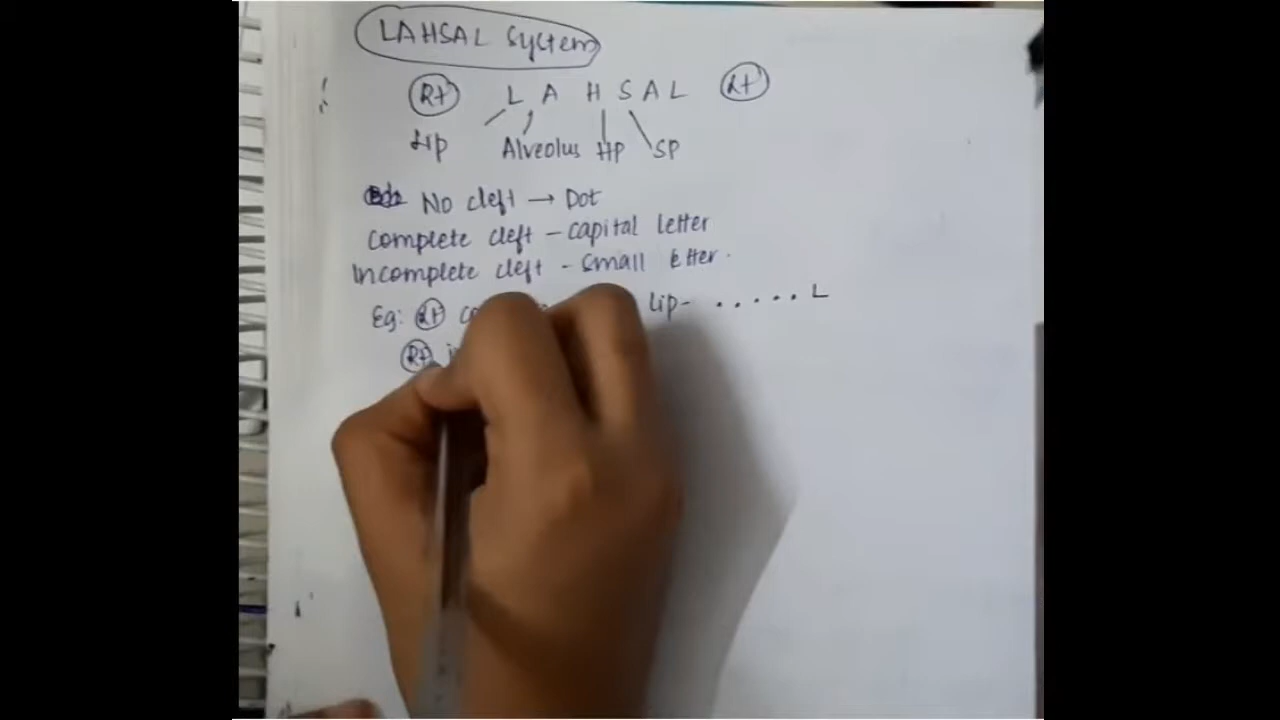 LAHSAL System
Rt L A H S A L Lt
Lip Alveolus HP SP
No cleft → Dot
Complete cleft - capital letter
Incomplete cleft - small letter.
Eg: Lt lip - . . . . . L
Rt